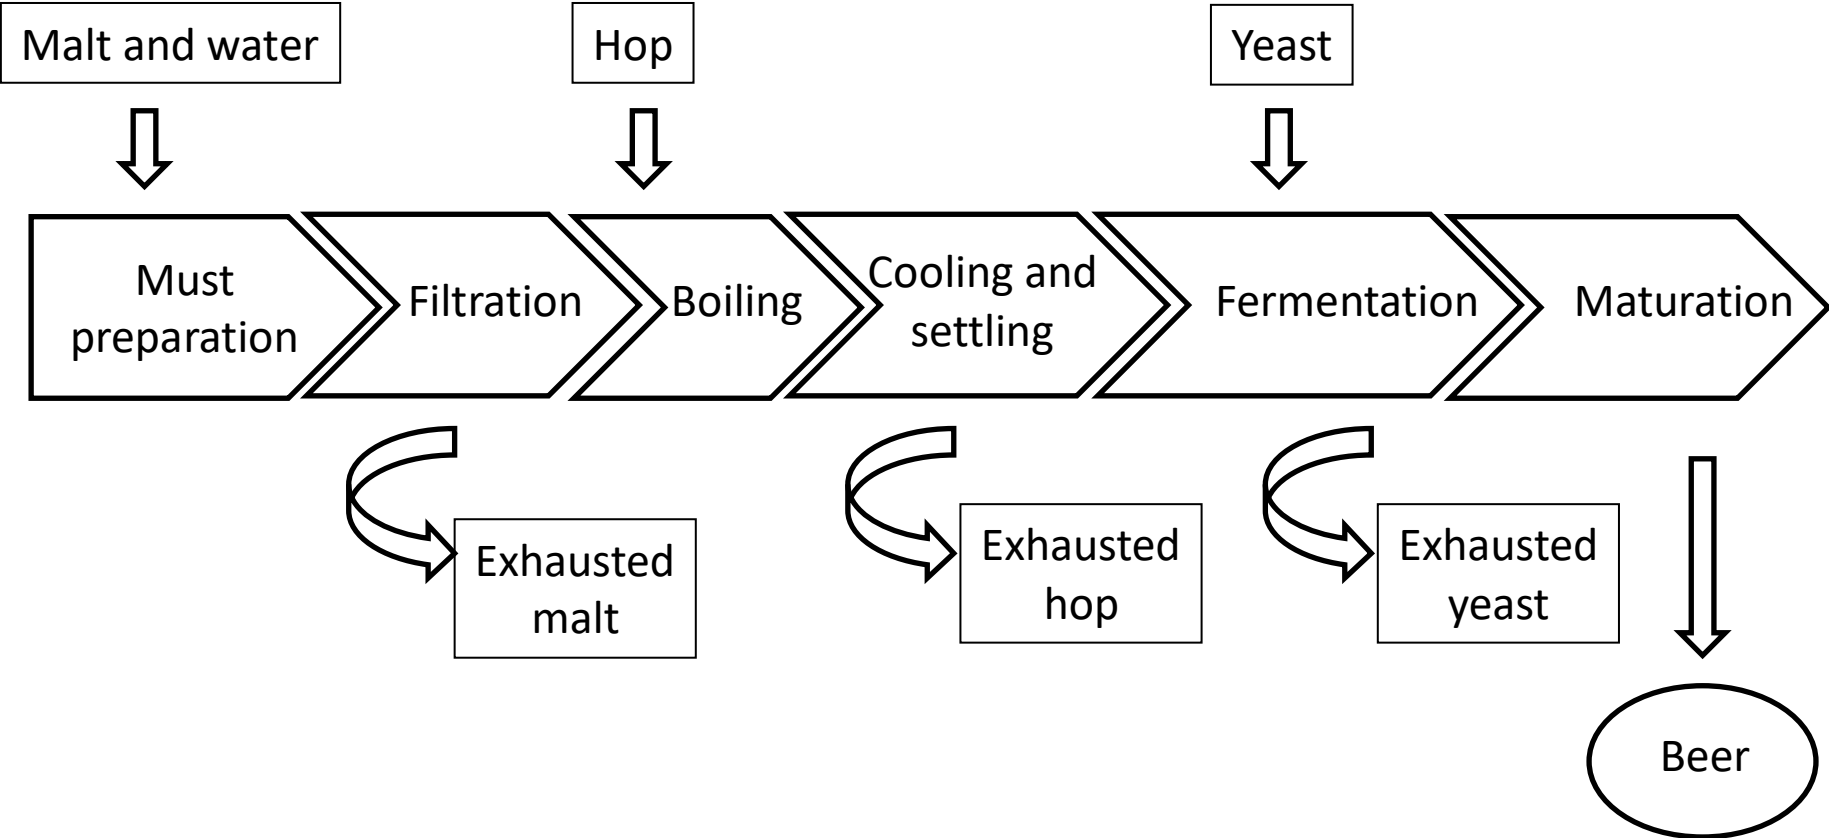 Malt and water
Hop
Yeast
Must
preparation
Filtration
Boiling
Cooling and
settling
Fermentation
Maturation
Exhausted
malt
Exhausted
hop
Exhausted
yeast
Beer